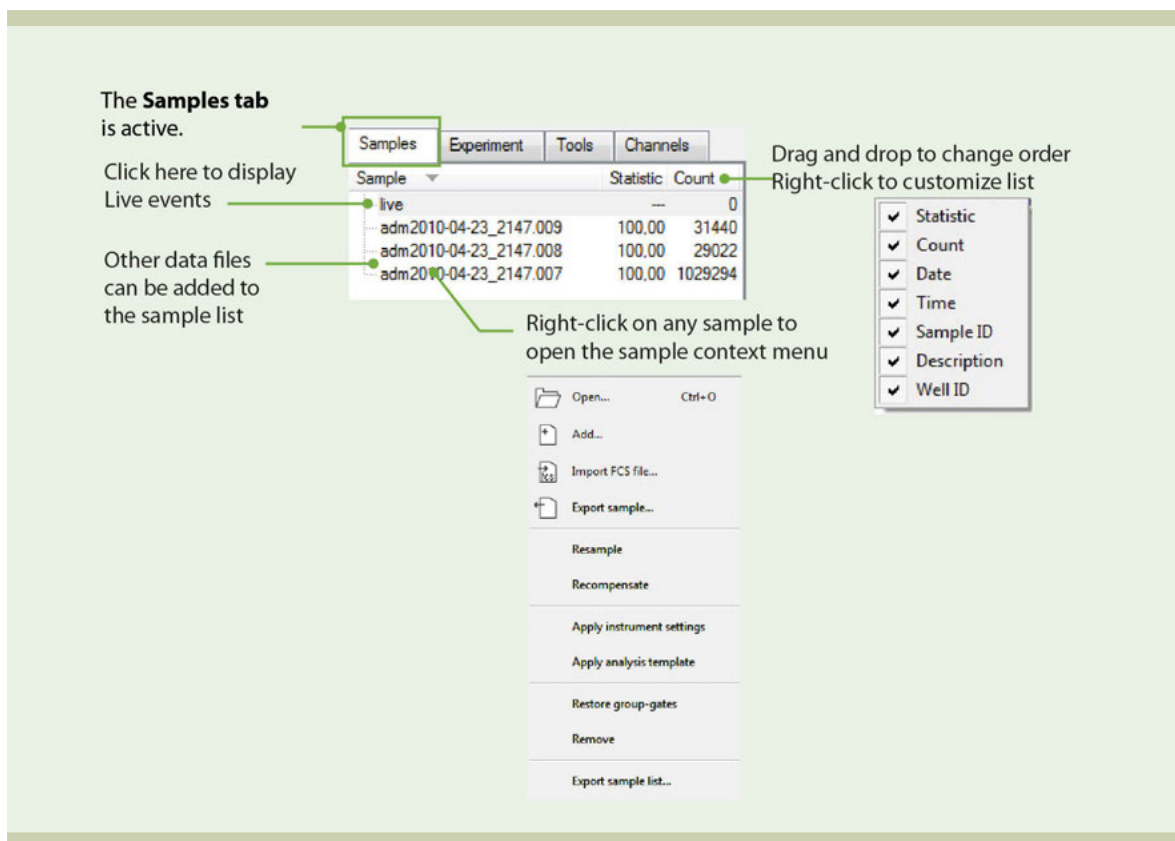 The Samples tab
is active.
Click here to display
Live events
Other data files
can be added to
the sample list
Samples Experiment Tools Channels
Sample Statistic Count
live --- 0
adm2010-04-23_2147.009 100,00 31440
adm2010-04-23_2147.008 100,00 29022
adm2010-04-23_2147.007 100,00 1029294
Drag and drop to change order
Right-click to customize list
Statistic
Count
Date
Time
Sample ID
Description
Well ID
Right-click on any sample to
open the sample context menu
Open... Ctrl+O
Add...
FCS Import FCS file...
Export sample...
Resample
Recompensate
Apply instrument settings
Apply analysis template
Restore group-gates
Remove
Export sample list...